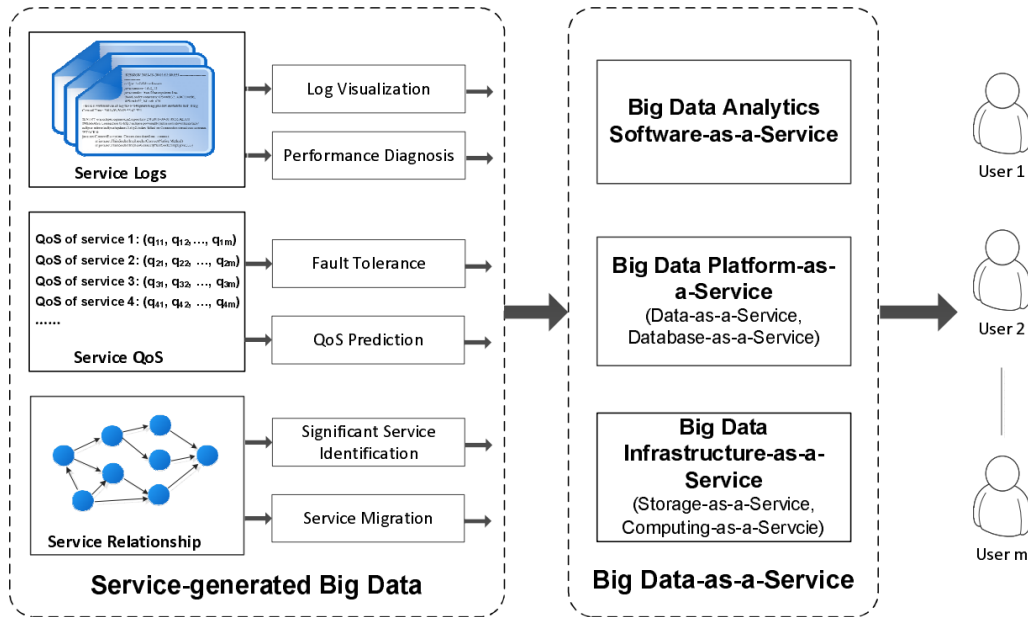 Service Logs
Log Visualization
Performance Diagnosis
QoS of service 1: (q11, q12,..., q1m)
QoS of service 2: (q21, q22, ..., q2m)
QoS of service 3: (q31, q32, ..., q3m)
QoS of service 4: (q41, q42, ..., q4m)
......
Service QoS
Fault Tolerance
QoS Prediction
Service Relationship
Significant Service
Identification
Service Migration
Service-generated Big Data
Big Data Analytics
Software-as-a-Service
Big Data Platform-as-
a-Service
(Data-as-a-Service,
Database-as-a-Service)
Big Data
Infrastructure-as-a-
Service
(Storage-as-a-Service,
Computing-as-a-Servcie)
Big Data-as-a-Service
User 1
User 2
User m